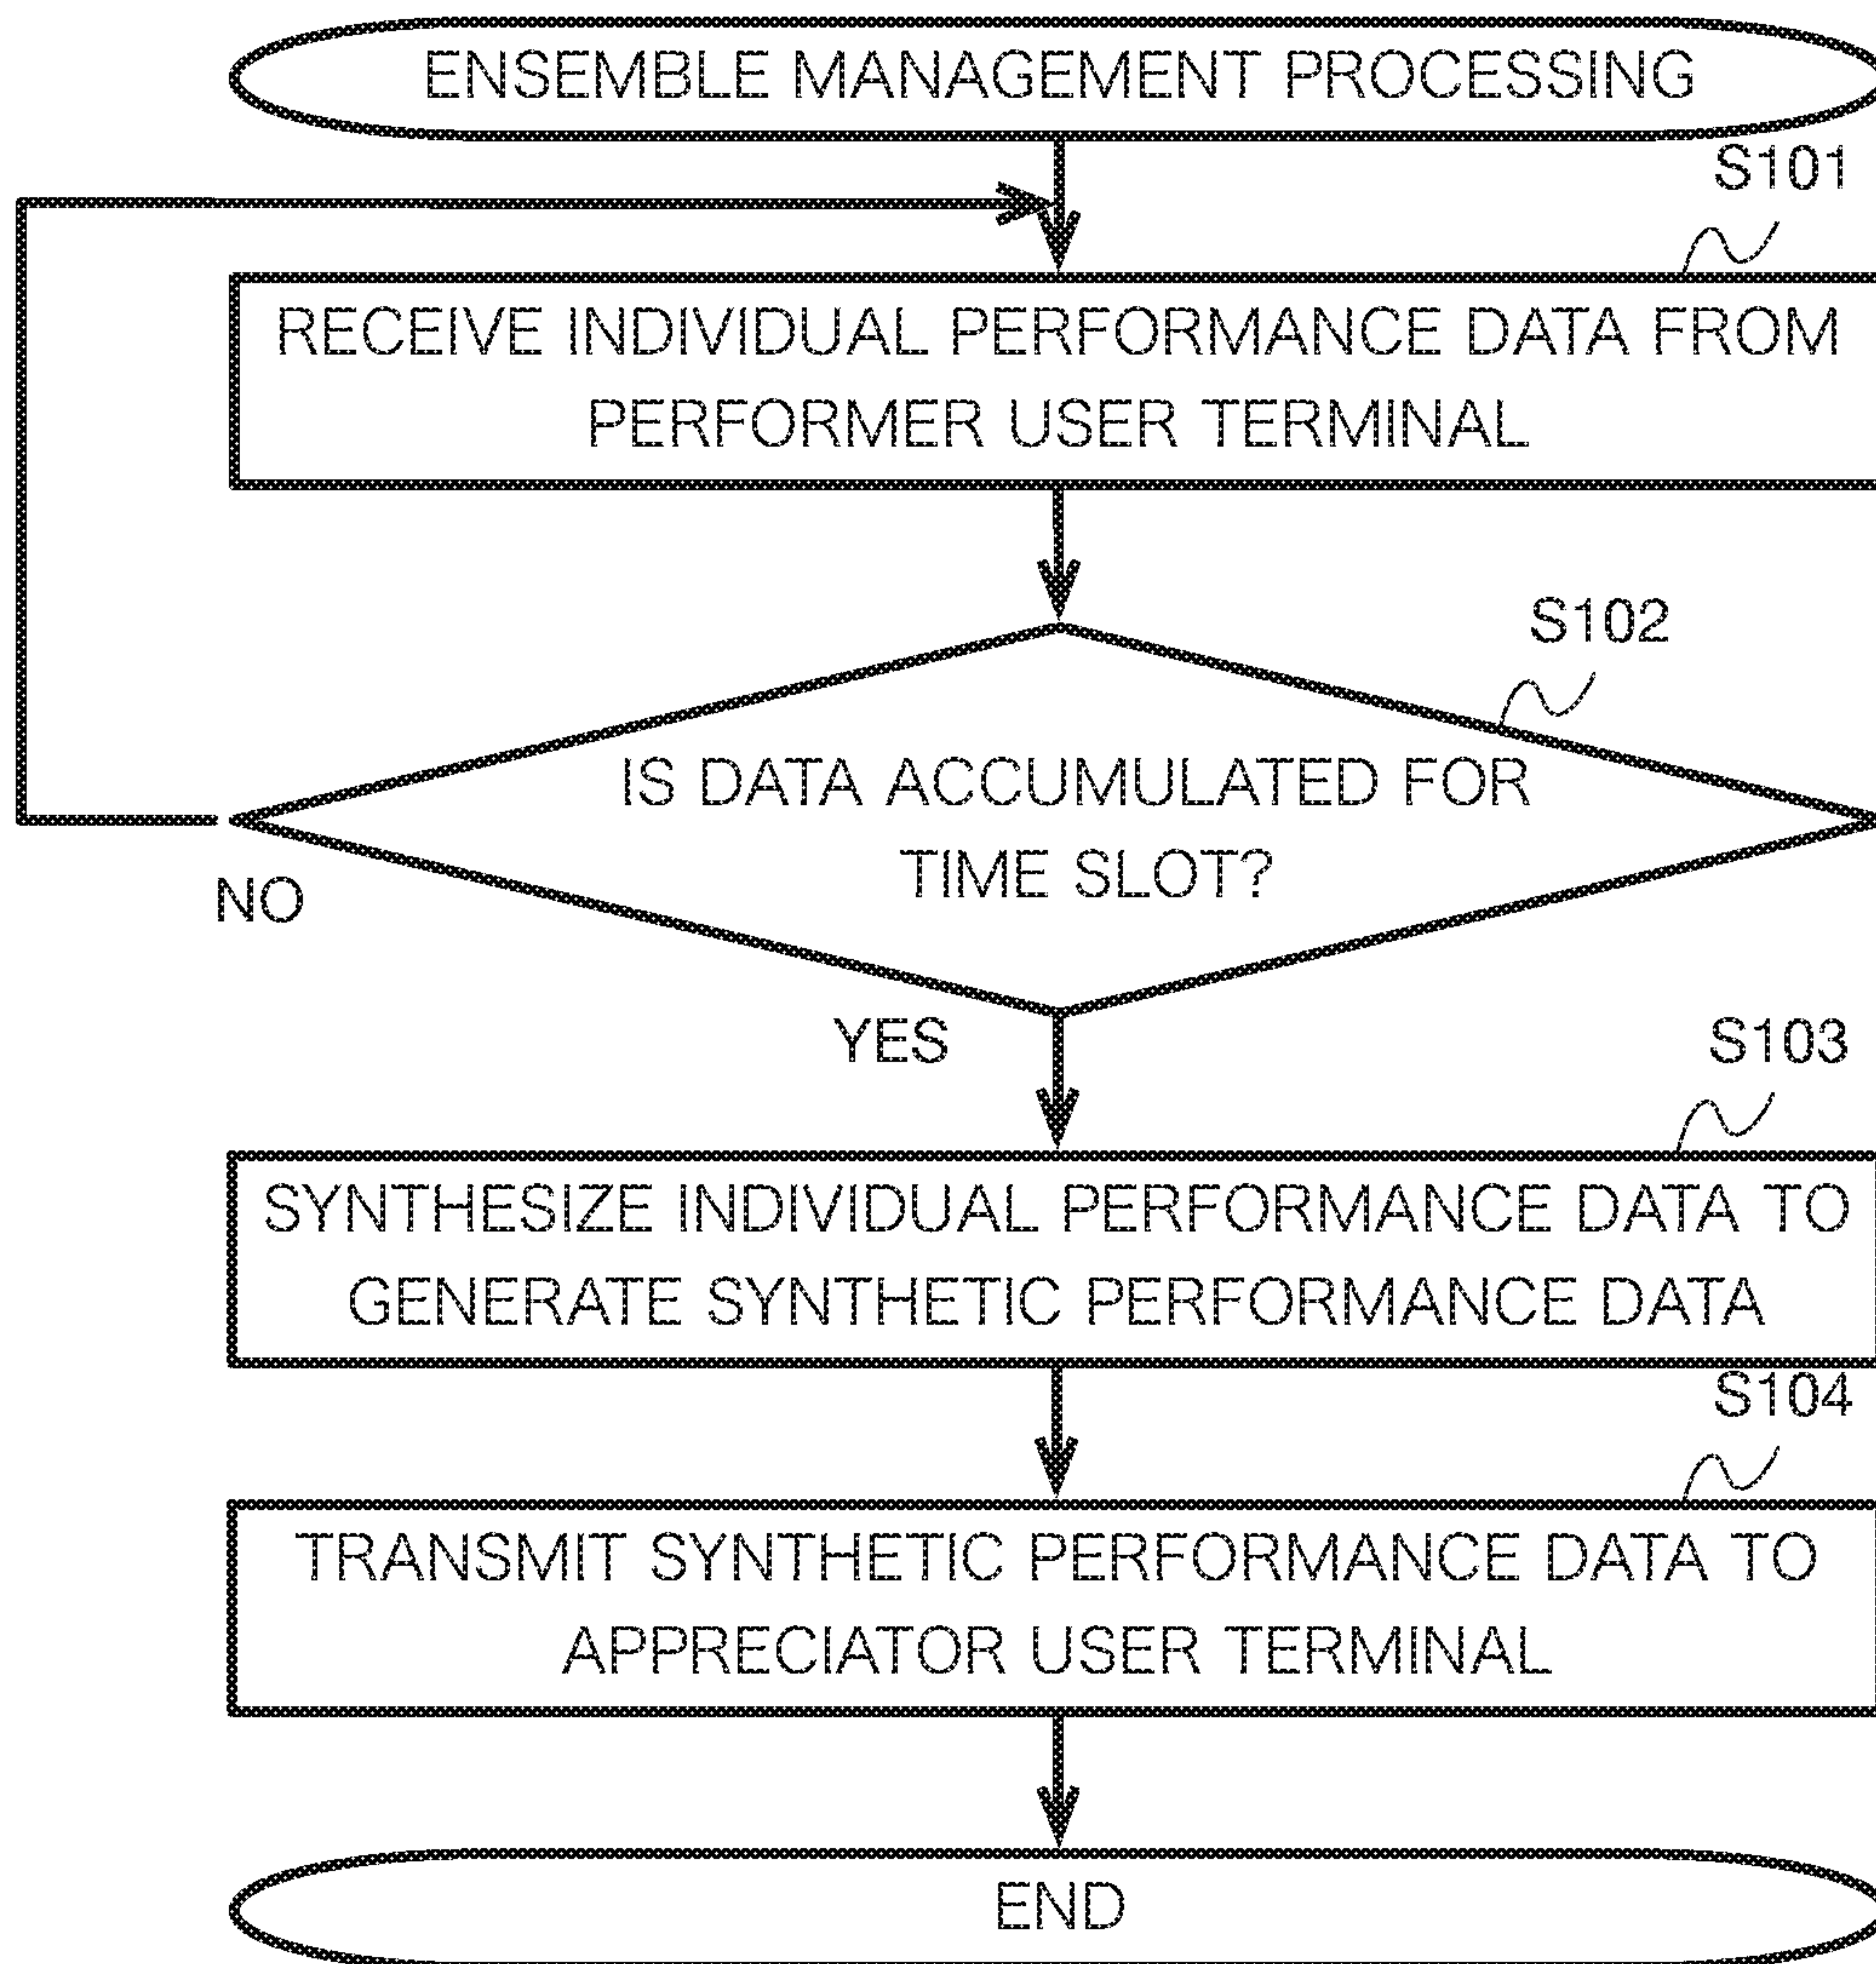 ENSEMBLE MANAGEMENT PROCESSING
S101
RECEIVE INDIVIDUAL PERFORMANCE DATA FROM
PERFORMER USER TERMINAL
S102
IS DATA ACCUMULATED FOR
TIME SLOT?
NO
YES
S103
SYNTHESIZE INDIVIDUAL PERFORMANCE DATA TO
GENERATE SYNTHETIC PERFORMANCE DATA
S104
TRANSMIT SYNTHETIC PERFORMANCE DATA TO
APPRECIATOR USER TERMINAL
END